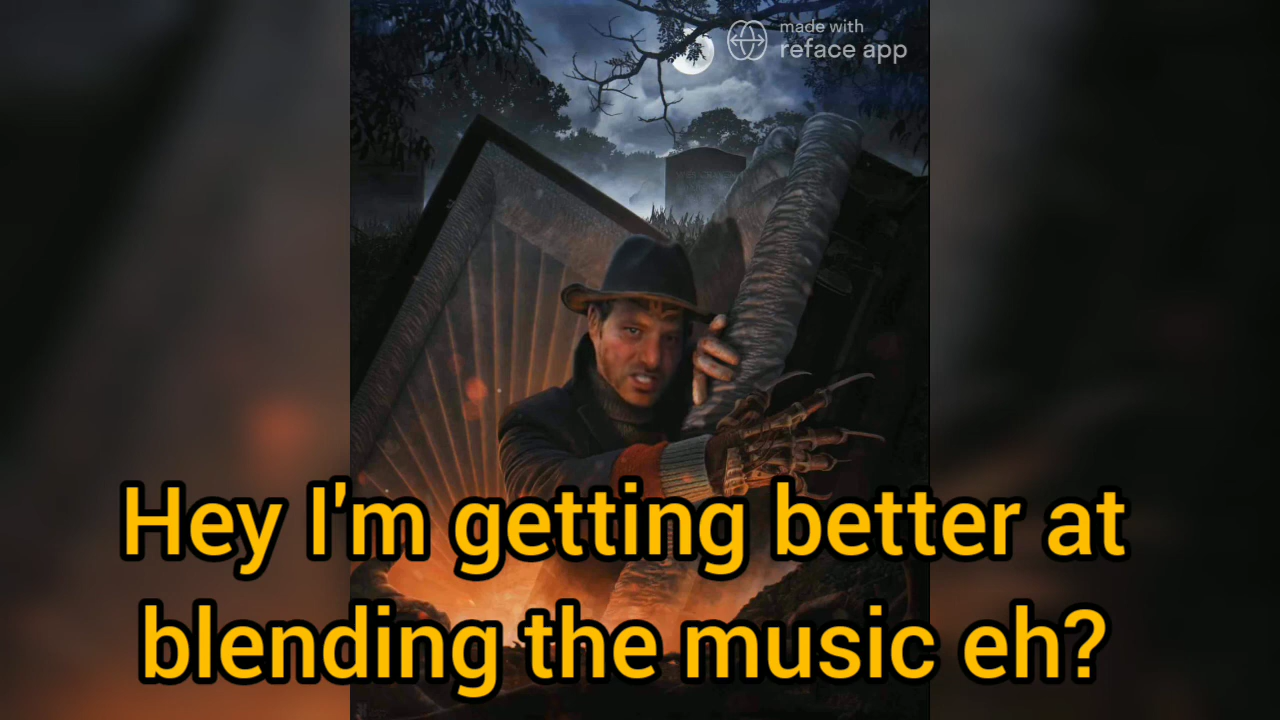 made with
reface app
Hey I'm getting better at
blending the music eh?